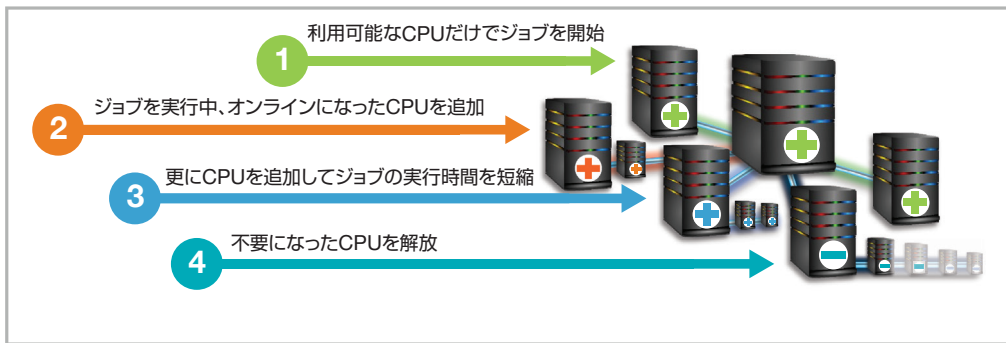 1 利用可能なCPUだけでジョブを開始
2 ジョブを実行中、オンラインになったCPUを追加
3 更にCPUを追加してジョブの実行時間を短縮
4 不要になったCPUを解放